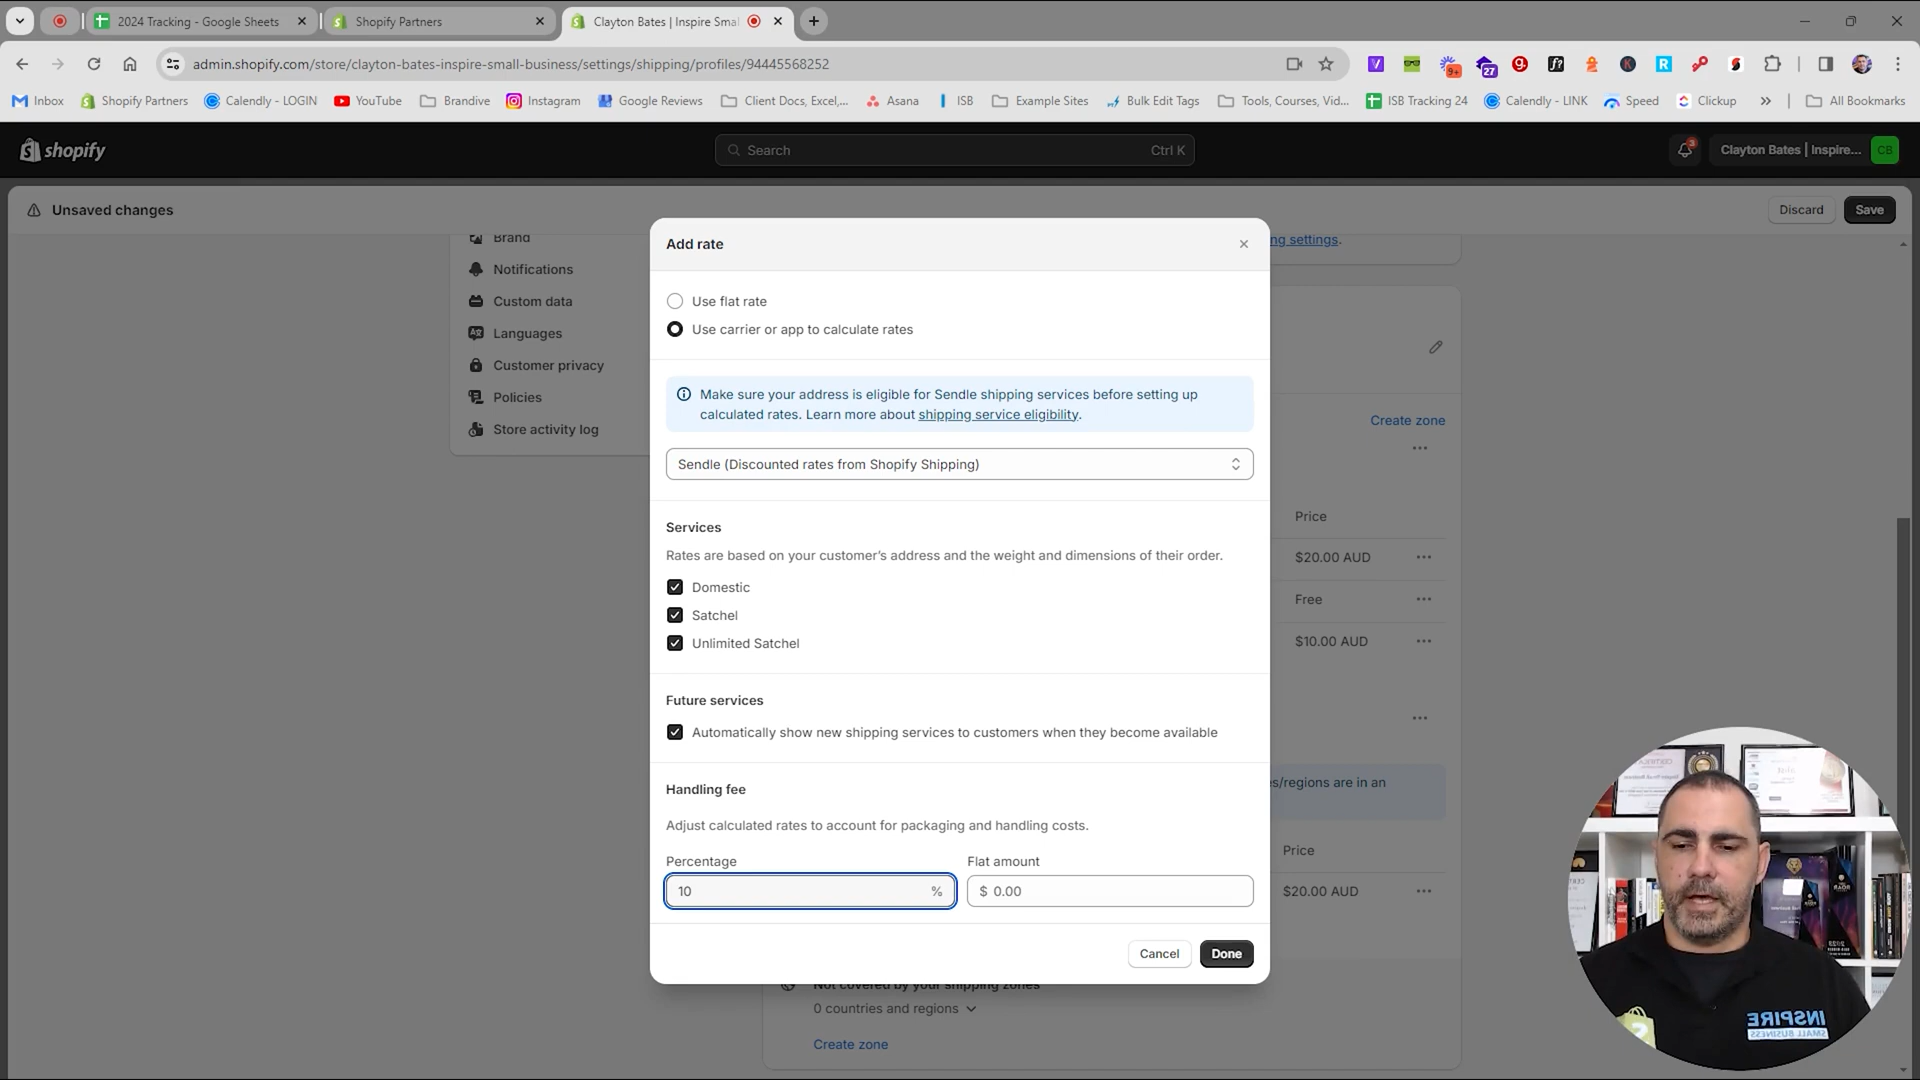 2024 Tracking - Google Sheets
Shopify Partners
Clayton Bates | Inspire Smal
admin.shopify.com/store/clayton-bates-inspire-small-business/settings/shipping/profiles/94445568252
9+
27
Inbox
Shopify Partners
Calendly - LOGIN
YouTube
Brandive
Instagram
Google Reviews
Client Docs, Excel,...
Asana
ISB
Example Sites
Bulk Edit Tags
Tools, Courses, Vid...
ISB Tracking 24
Calendly - LINK
Speed
Clickup
All Bookmarks
shopify
Search
Ctrl K
3
Clayton Bates | Inspire...
CB
Unsaved changes
Discard
Save
Brand
Notifications
Custom data
Languages
Customer privacy
Policies
Store activity log
Add rate
ng settings.
Use flat rate
Use carrier or app to calculate rates
Make sure your address is eligible for Sendle shipping services before setting up
calculated rates. Learn more about shipping service eligibility.
Create zone
Sendle (Discounted rates from Shopify Shipping)
Services
Price
Rates are based on your customer's address and the weight and dimensions of their order.
$20.00 AUD
Domestic
Free
Satchel
$10.00 AUD
Unlimited Satchel
Future services
Automatically show new shipping services to customers when they become available
s/regions are in an
Handling fee
Adjust calculated rates to account for packaging and handling costs.
Price
Percentage
Flat amount
10
%
$ 0.00
$20.00 AUD
Cancel
Done
Not covered by your shipping zones
0 countries and regions
Create zone
INSPIRE
SMALL BUSINESS